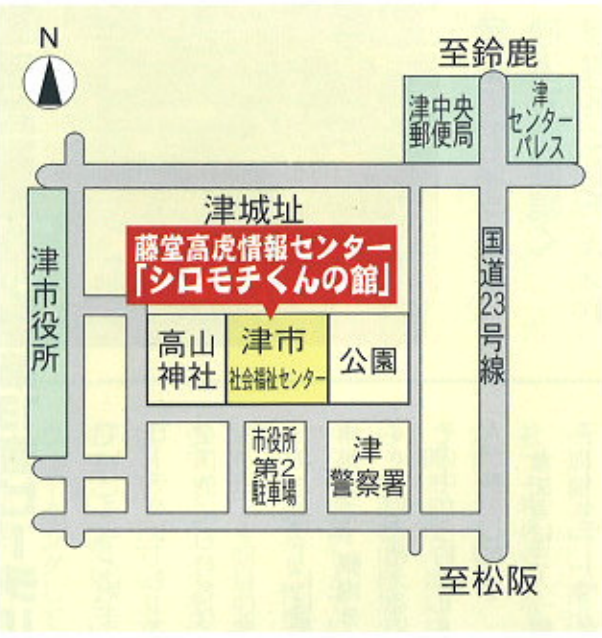 N
至鈴鹿
津中央
郵便局
津
センター
パレス
津城址
藤堂高虎情報センター
「シロモチくんの館」
津市役所
国道23号線
高山
神社
津市
社会福祉センター
公園
市役所
第2
駐車場
津
警察署
至松阪